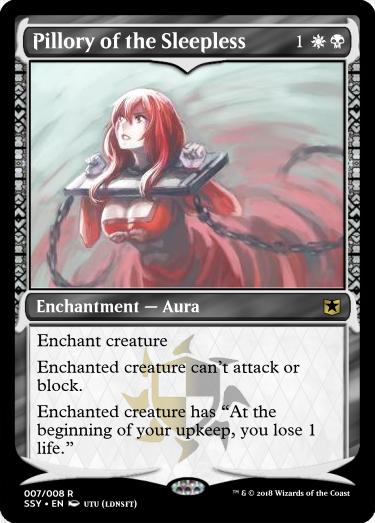 Pillory of the Sleepless 1
Enchantment — Aura
Enchant creature
Enchanted creature can't attack or
block.
Enchanted creature has “At the
beginning of your upkeep, you lose 1
life.”
007/008 R
SSY • EN UTU (LDNSFT)
™ & © 2018 Wizards of the Coast